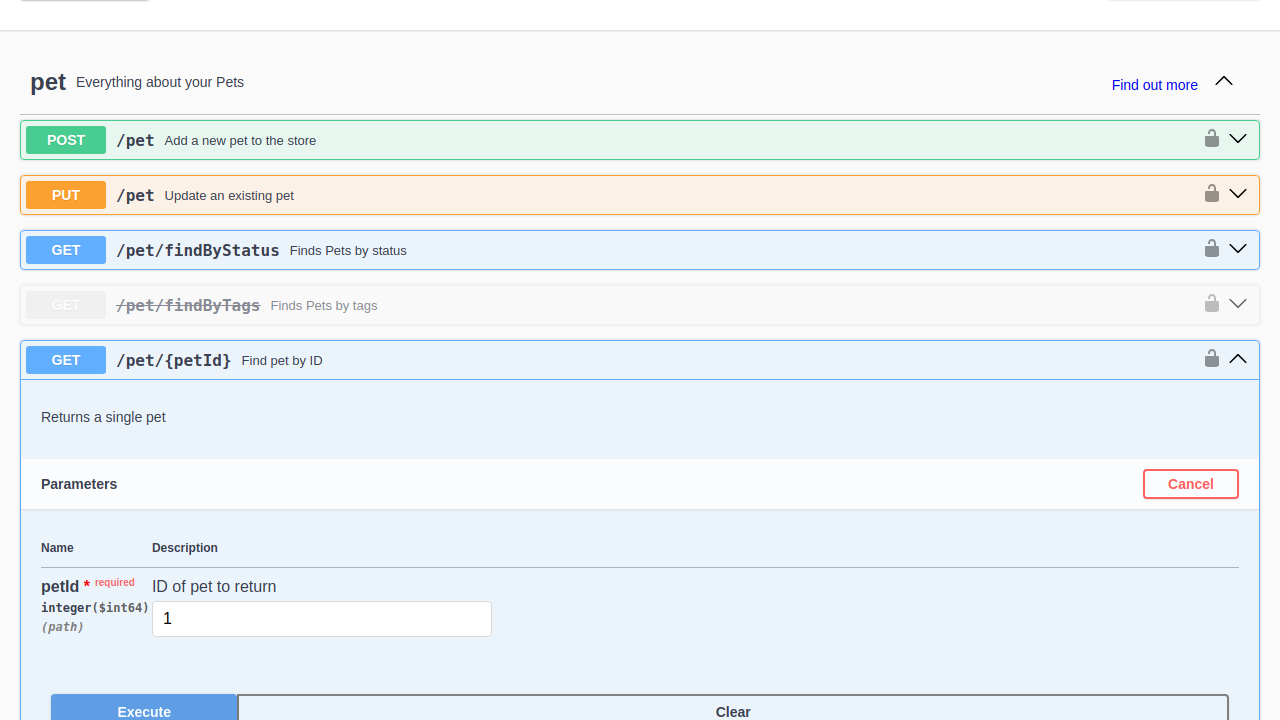 pet Everything about your Pets Find out more
POST /pet Add a new pet to the store
PUT /pet Update an existing pet
GET /pet/findByStatus Finds Pets by status
GET /pet/findByTags Finds Pets by tags
GET /pet/{petId} Find pet by ID
Returns a single pet
Parameters Cancel
Name Description
petId * required ID of pet to return
integer($int64) 1
(path)
Execute Clear